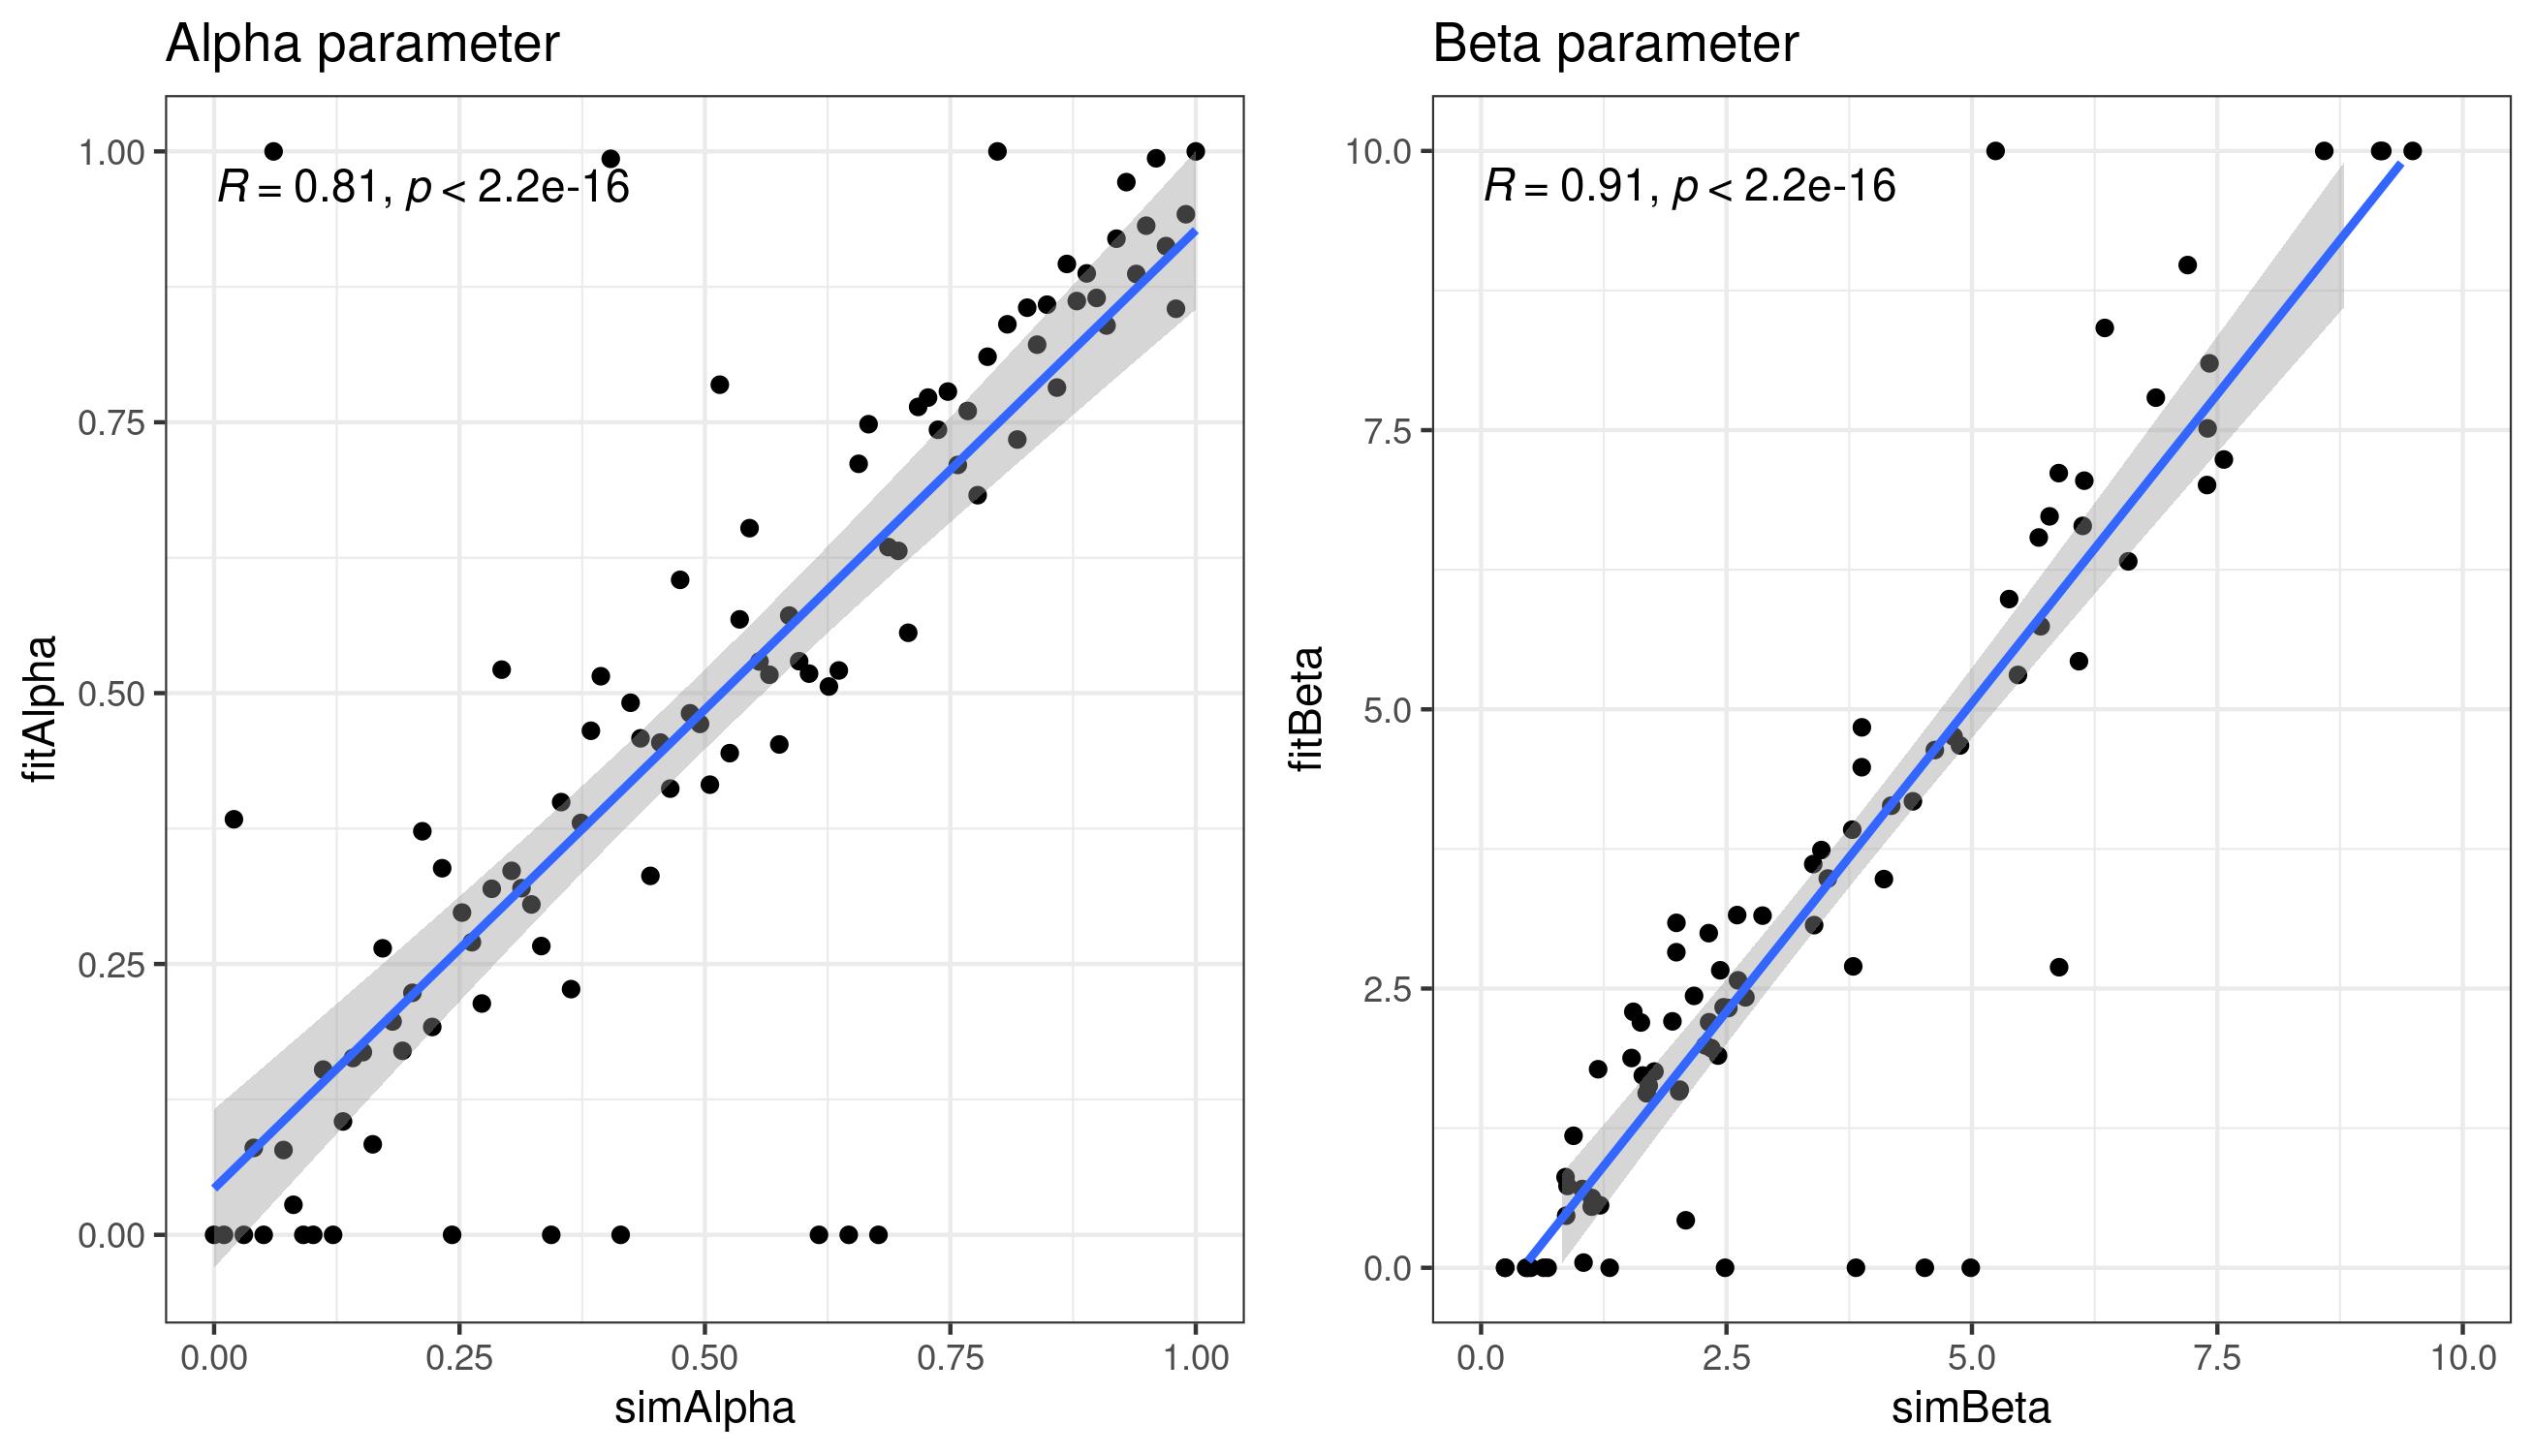 Alpha parameter
R = 0.81, p < 2.2e-16
1.00
0.75
0.50
0.25
0.00
fitAlpha
0.00 0.25 0.50 0.75 1.00
simAlpha
Beta parameter
R = 0.91, p < 2.2e-16
10.0
7.5
5.0
2.5
0.0
fitBeta
0.0 2.5 5.0 7.5 10.0
simBeta